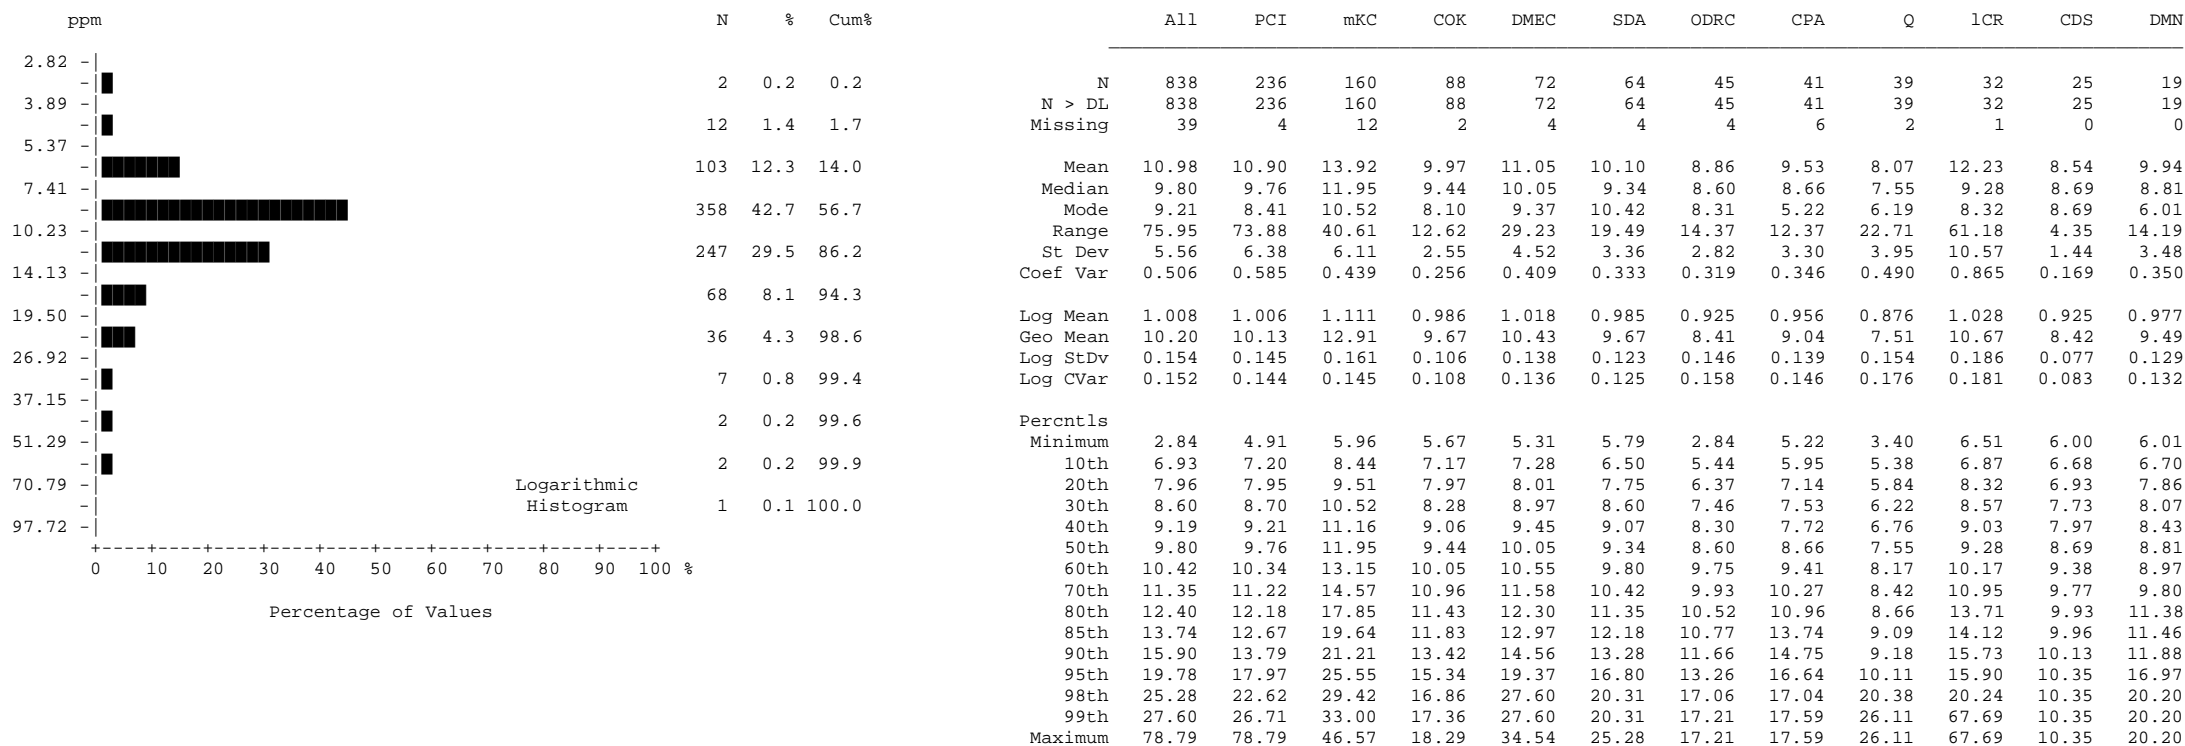 ppm N % Cum% All PCI mKC COK DMEC SDA ODRC CPA Q lCR CDS DMN
2.82
2 0.2 0.2 N 838 236 160 88 72 64 45 41 39 32 25 19
3.89 N > DL 838 236 160 88 72 64 45 41 39 32 25 19
12 1.4 1.7 Missing 39 4 12 2 4 4 4 6 2 1 0 0
5.37
103 12.3 14.0 Mean 10.98 10.90 13.92 9.97 11.05 10.10 8.86 9.53 8.07 12.23 8.54 9.94
7.41 Median 9.80 9.76 11.95 9.44 10.05 9.34 8.60 8.66 7.55 9.28 8.69 8.81
358 42.7 56.7 Mode 9.21 8.41 10.52 8.10 9.37 10.42 8.31 5.22 6.19 8.32 8.69 6.01
10.23 Range 75.95 73.88 40.61 12.62 29.23 19.49 14.37 12.37 22.71 61.18 4.35 14.19
247 29.5 86.2 St Dev 5.56 6.38 6.11 2.55 4.52 3.36 2.82 3.30 3.95 10.57 1.44 3.48
14.13 Coef Var 0.506 0.585 0.439 0.256 0.409 0.333 0.319 0.346 0.490 0.865 0.169 0.350
68 8.1 94.3
19.50 Log Mean 1.008 1.006 1.111 0.986 1.018 0.985 0.925 0.956 0.876 1.028 0.925 0.977
36 4.3 98.6 Geo Mean 10.20 10.13 12.91 9.67 10.43 9.67 8.41 9.04 7.51 10.67 8.42 9.49
26.92 Log StDv 0.154 0.145 0.161 0.106 0.138 0.123 0.146 0.139 0.154 0.186 0.077 0.129
7 0.8 99.4 Log CVar 0.152 0.144 0.145 0.108 0.136 0.125 0.158 0.146 0.176 0.181 0.083 0.132
37.15
2 0.2 99.6 Percntls
51.29 Minimum 2.84 4.91 5.96 5.67 5.31 5.79 2.84 5.22 3.40 6.51 6.00 6.01
2 0.2 99.9 10th 6.93 7.20 8.44 7.17 7.28 6.50 5.44 5.95 5.38 6.87 6.68 6.70
70.79 Logarithmic 20th 7.96 7.95 9.51 7.97 8.01 7.75 6.37 7.14 5.84 8.32 6.93 7.86
Histogram 1 0.1 100.0 30th 8.60 8.70 10.52 8.28 8.97 8.60 7.46 7.53 6.22 8.57 7.73 8.07
97.72 40th 9.19 9.21 11.16 9.06 9.45 9.07 8.30 7.72 6.76 9.03 7.97 8.43
50th 9.80 9.76 11.95 9.44 10.05 9.34 8.60 8.66 7.55 9.28 8.69 8.81
0 10 20 30 40 50 60 70 80 90 100 % 60th 10.42 10.34 13.15 10.05 10.55 9.80 9.75 9.41 8.17 10.17 9.38 8.97
70th 11.35 11.22 14.57 10.96 11.58 10.42 9.93 10.27 8.42 10.95 9.77 9.80
Percentage of Values 80th 12.40 12.18 17.85 11.43 12.30 11.35 10.52 10.96 8.66 13.71 9.93 11.38
85th 13.74 12.67 19.64 11.83 12.97 12.18 10.77 13.74 9.09 14.12 9.96 11.46
90th 15.90 13.79 21.21 13.42 14.56 13.28 11.66 14.75 9.18 15.73 10.13 11.88
95th 19.78 17.97 25.55 15.34 19.37 16.80 13.26 16.64 10.11 15.90 10.35 16.97
98th 25.28 22.62 29.42 16.86 27.60 20.31 17.06 17.04 20.38 20.24 10.35 20.20
99th 27.60 26.71 33.00 17.36 27.60 20.31 17.21 17.59 26.11 67.69 10.35 20.20
Maximum 78.79 78.79 46.57 18.29 34.54 25.28 17.21 17.59 26.11 67.69 10.35 20.20